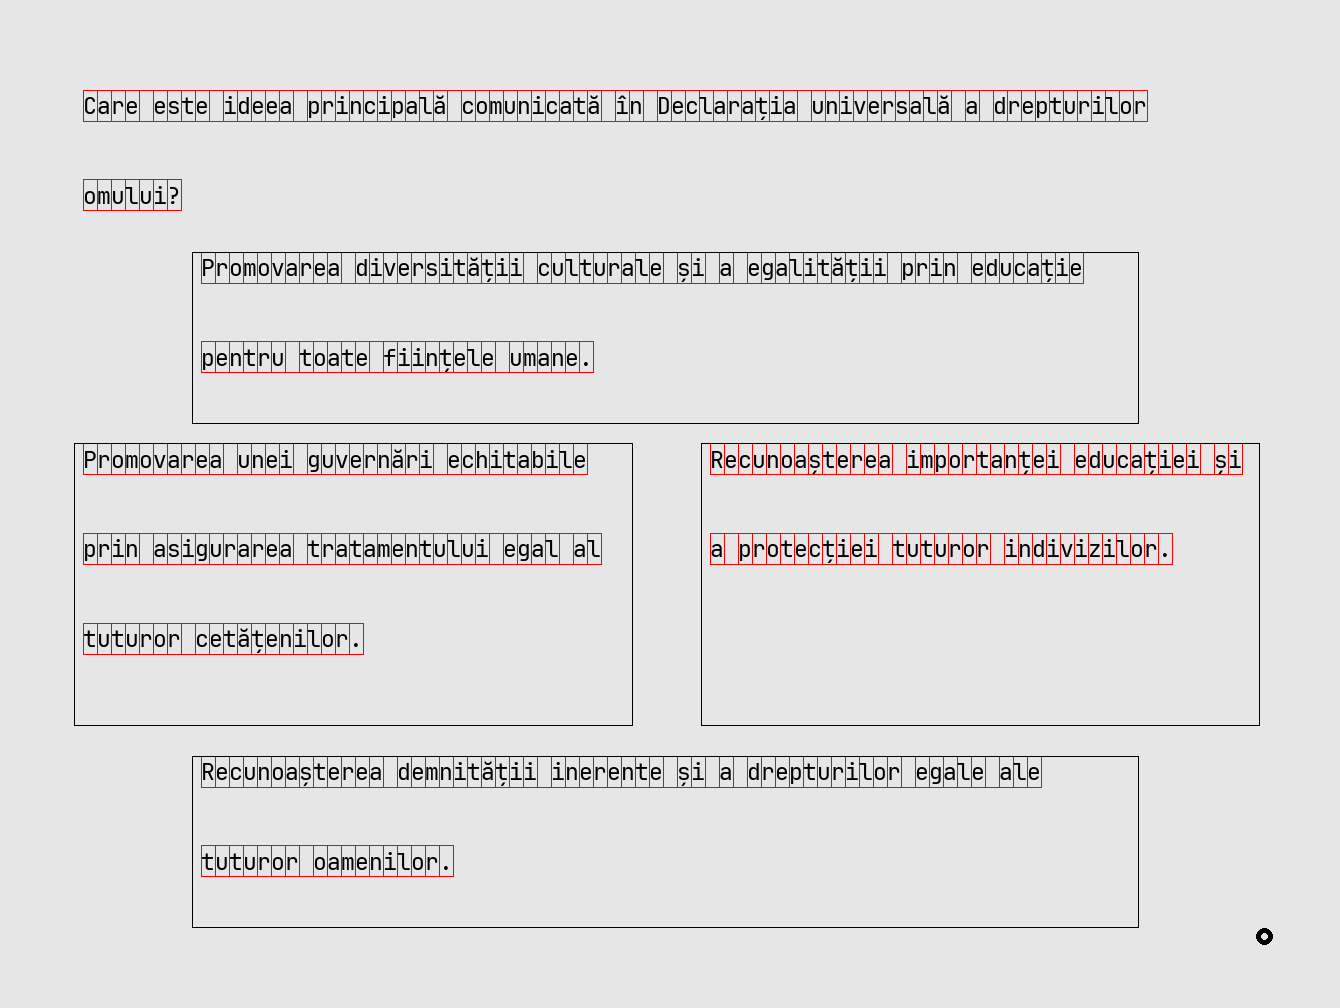 Care este ideea principală comunicată în Declarația universală a drepturilor
omului?
Promovarea diversității culturale și a egalității prin educație
pentru toate ființele umane.
Promovarea unei guvernări echitabile
prin asigurarea tratamentului egal al
tuturor cetățenilor.
Recunoașterea importanței educației și
a protecției tuturor indivizilor.
Recunoașterea demnității inerente și a drepturilor egale ale
tuturor oamenilor.